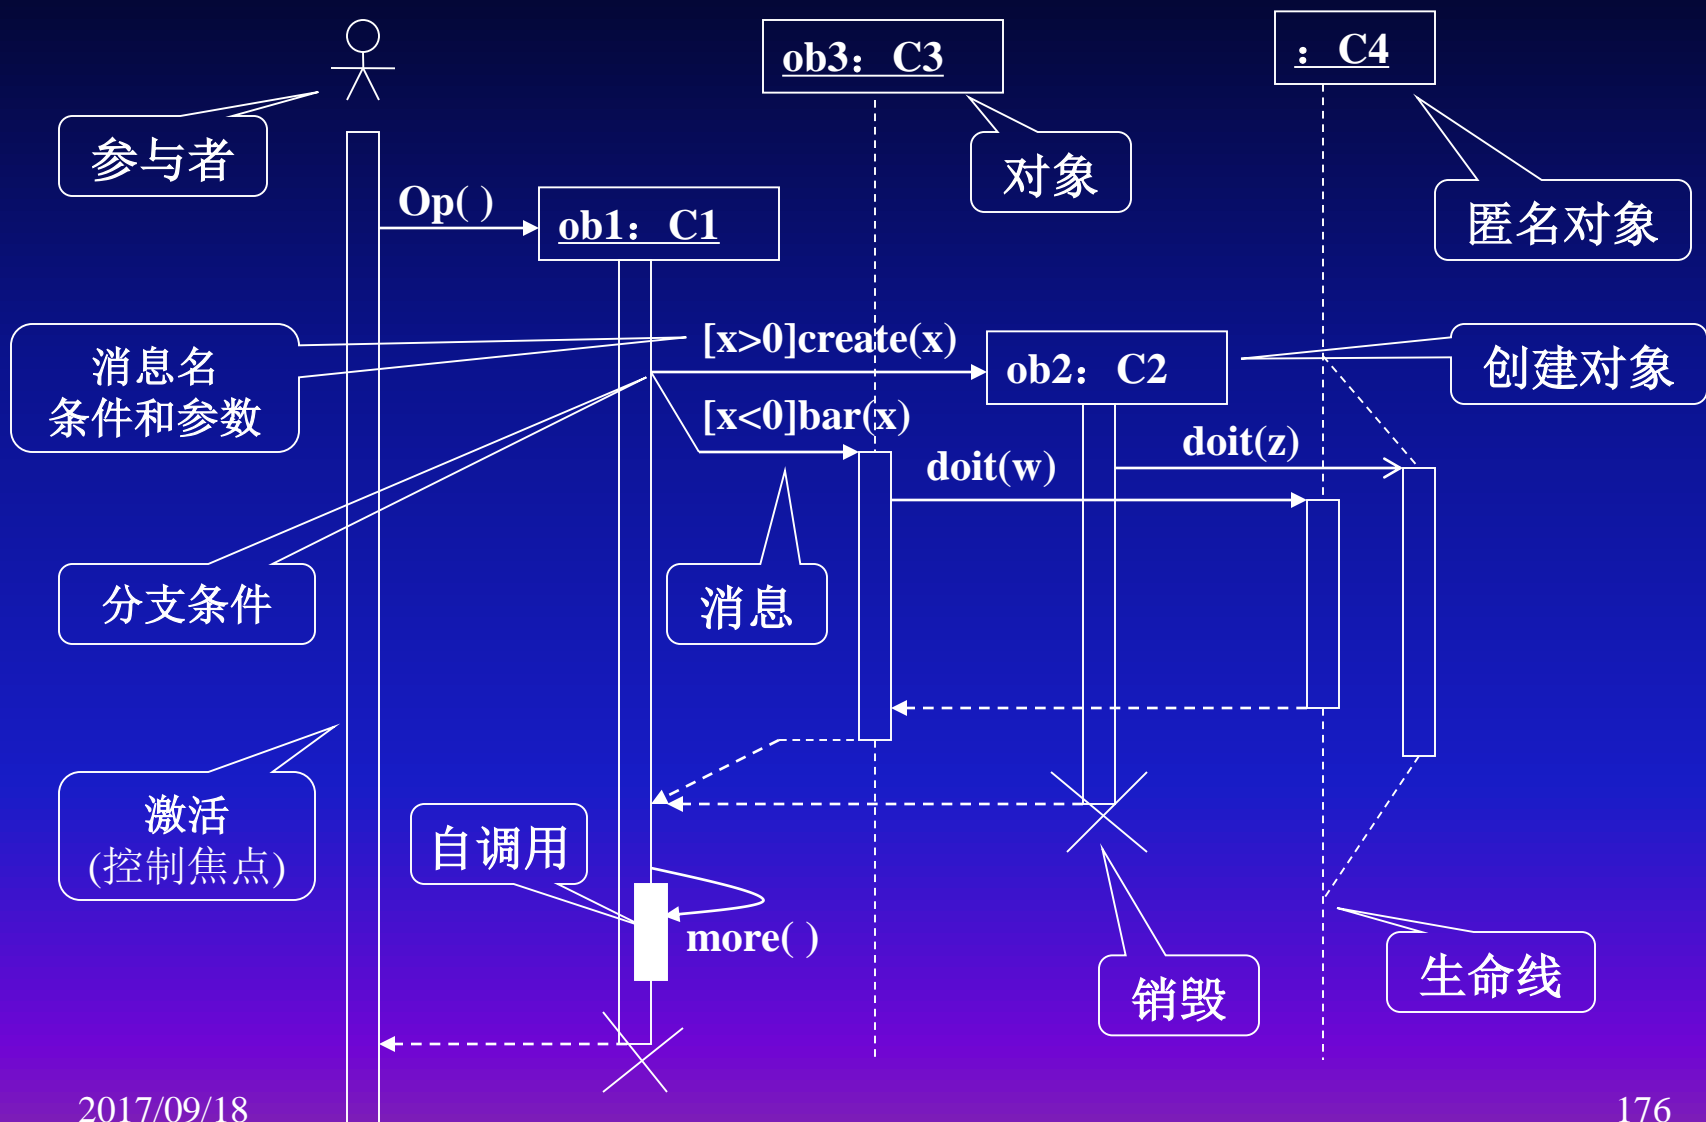 ob3： C3
： C4
参与者
对象
Op( )
ob1： C1
匿名对象
消息名
条件和参数
[x>0]create(x)
ob2： C2
创建对象
[x<0]bar(x)
doit(w)
doit(z)
分支条件
消息
激活
(控制焦点)
自调用
more( )
销毁
生命线
2017/09/18
176